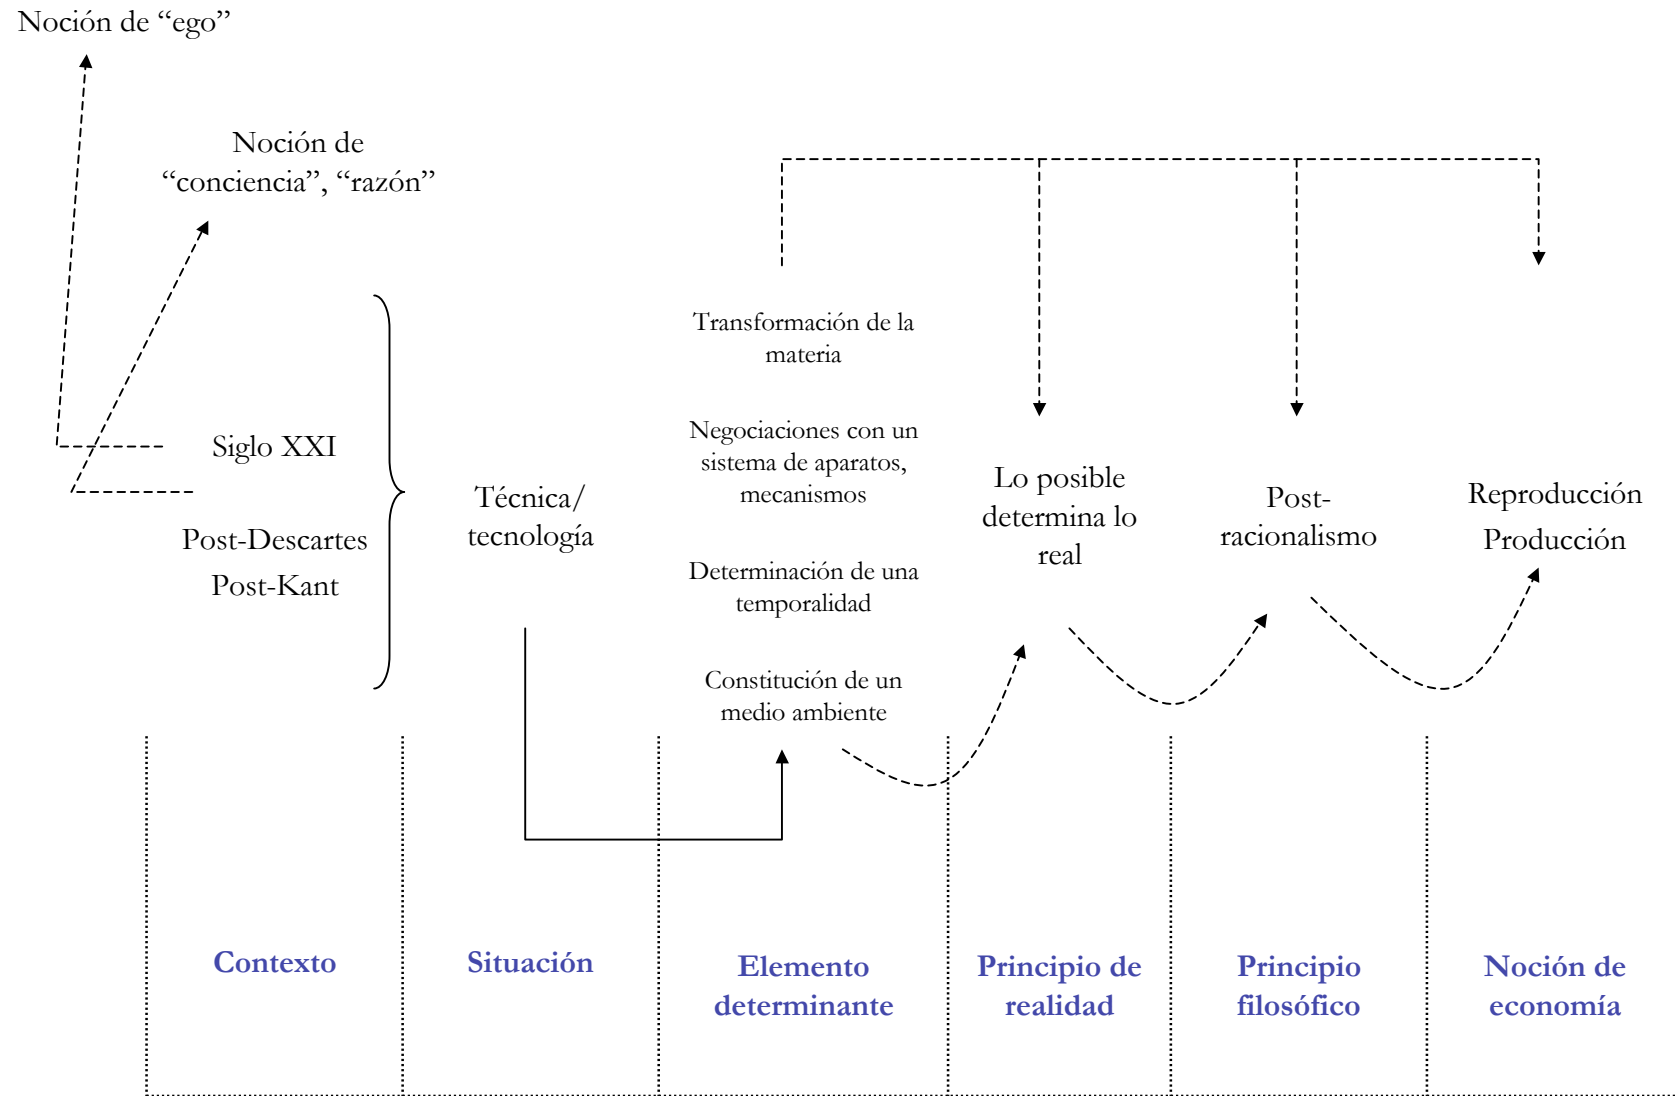 Noción de “ego”
Noción de
“conciencia”, “razón”
Siglo XXI
Post-Descartes
Post-Kant
Técnica/
tecnología
Transformación de la
materia
Negociaciones con un
sistema de aparatos,
mecanismos
Determinación de una
temporalidad
Constitución de un
medio ambiente
Lo posible
determina lo
real
Post-
racionalismo
Reproducción
Producción
Contexto
Situación
Elemento
determinante
Principio de
realidad
Principio
filosófico
Noción de
economía